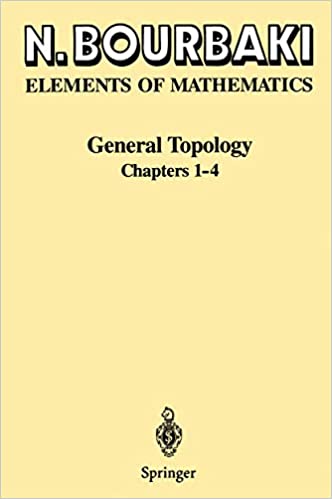 N. BOURBAKI
ELEMENTS OF MATHEMATICS
General Topology
Chapters 1-4
Springer